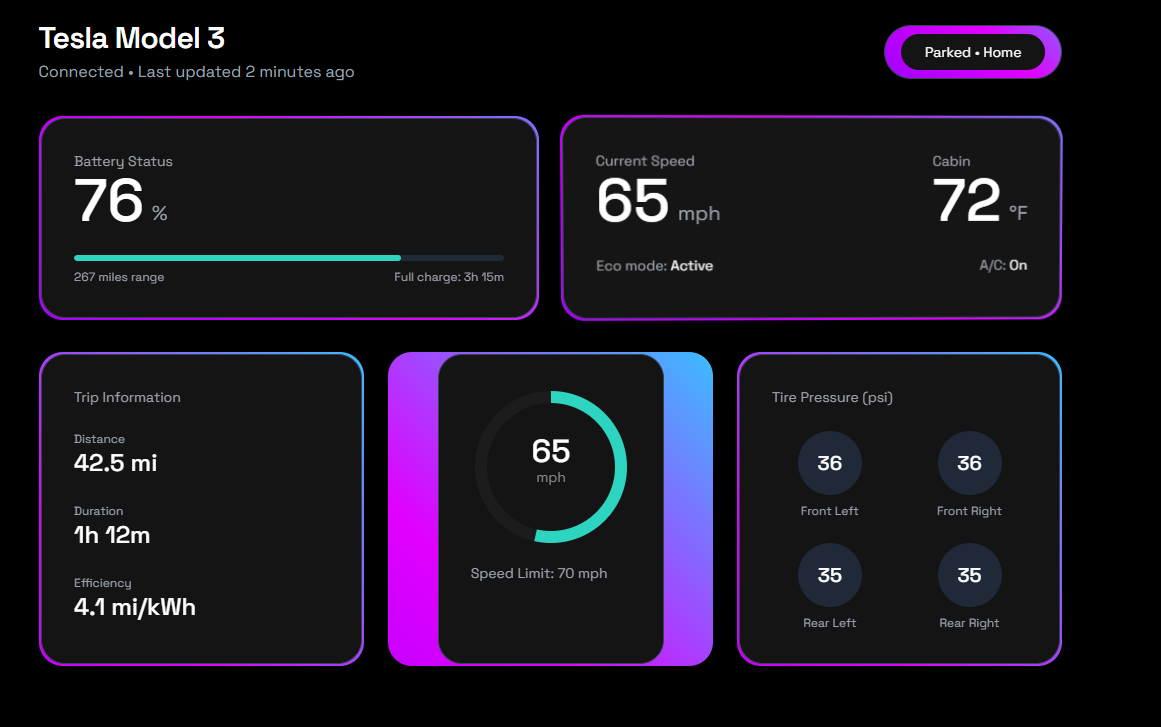 Tesla Model 3
Connected • Last updated 2 minutes ago
Parked • Home
Battery Status
76 %
267 miles range
Full charge: 3h 15m
Current Speed
65 mph
Eco mode: Active
Cabin
72 °F
A/C: On
Trip Information
Distance
42.5 mi
Duration
1h 12m
Efficiency
4.1 mi/kWh
65
mph
Speed Limit: 70 mph
Tire Pressure (psi)
36
Front Left
36
Front Right
35
Rear Left
35
Rear Right